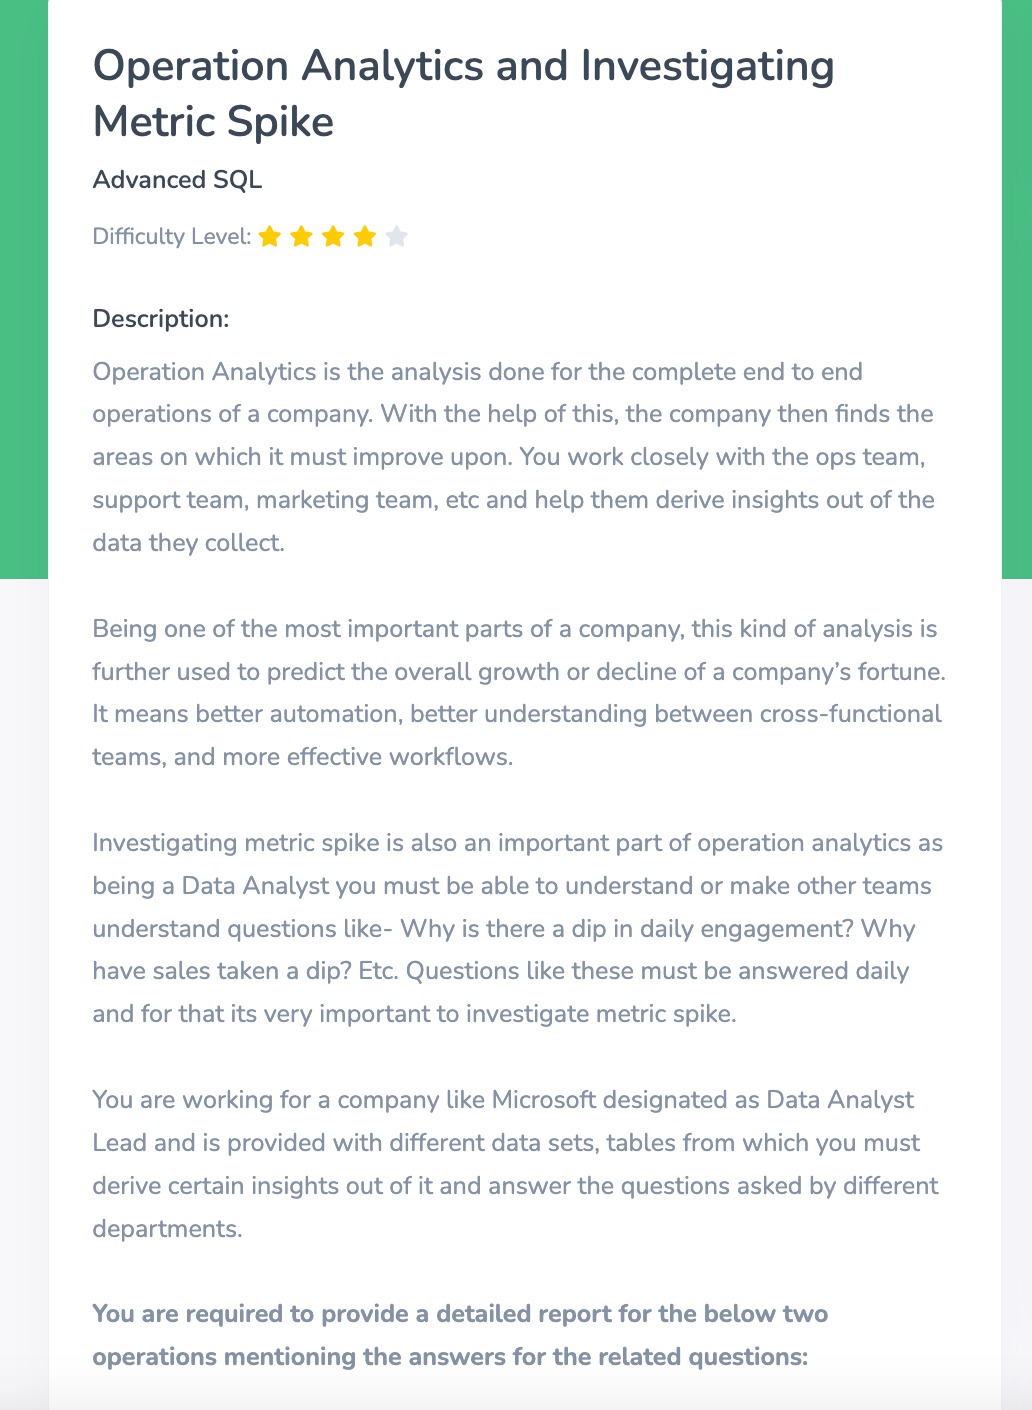 Operation Analytics and Investigating
Metric Spike
Advanced SQL
Difficulty Level:
Description:
Operation Analytics is the analysis done for the complete end to end
operations of a company. With the help of this, the company then finds the
areas on which it must improve upon. You work closely with the ops team,
support team, marketing team, etc and help them derive insights out of the
data they collect.
Being one of the most important parts of a company, this kind of analysis is
further used to predict the overall growth or decline of a company’s fortune.
It means better automation, better understanding between cross-functional
teams, and more effective workflows.
Investigating metric spike is also an important part of operation analytics as
being a Data Analyst you must be able to understand or make other teams
understand questions like- Why is there a dip in daily engagement? Why
have sales taken a dip? Etc. Questions like these must be answered daily
and for that its very important to investigate metric spike.
You are working for a company like Microsoft designated as Data Analyst
Lead and is provided with different data sets, tables from which you must
derive certain insights out of it and answer the questions asked by different
departments.
You are required to provide a detailed report for the below two
operations mentioning the answers for the related questions: